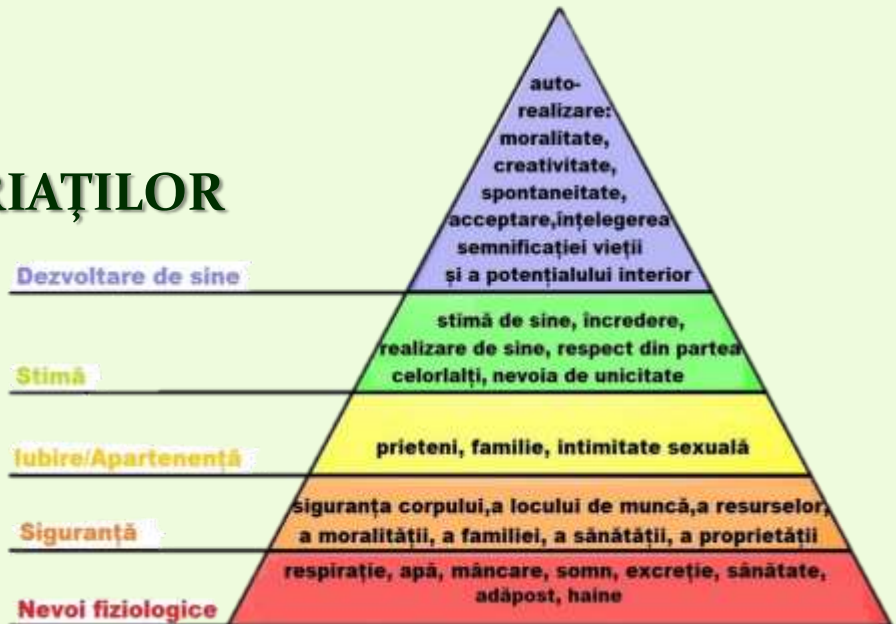 RIAŢILOR
auto-
realizare:
moralitate,
creativitate,
spontaneitate,
acceptare,înțelegerea
semnificației vieții
și a potențialului interior
Dezvoltare de sine
stimă de sine, încredere,
realizare de sine, respect din partea
celorlalți, nevoia de unicitate
Stimă
prieteni, familie, intimitate sexuală
Iubire/Apartenență
siguranța corpului,a locului de muncă,a resurselor,
a moralității, a familiei, a sănătății, a proprietății
Siguranță
respirație, apă, mâncare, somn, excreție, sănătate,
adăpost, haine
Nevoi fiziologice